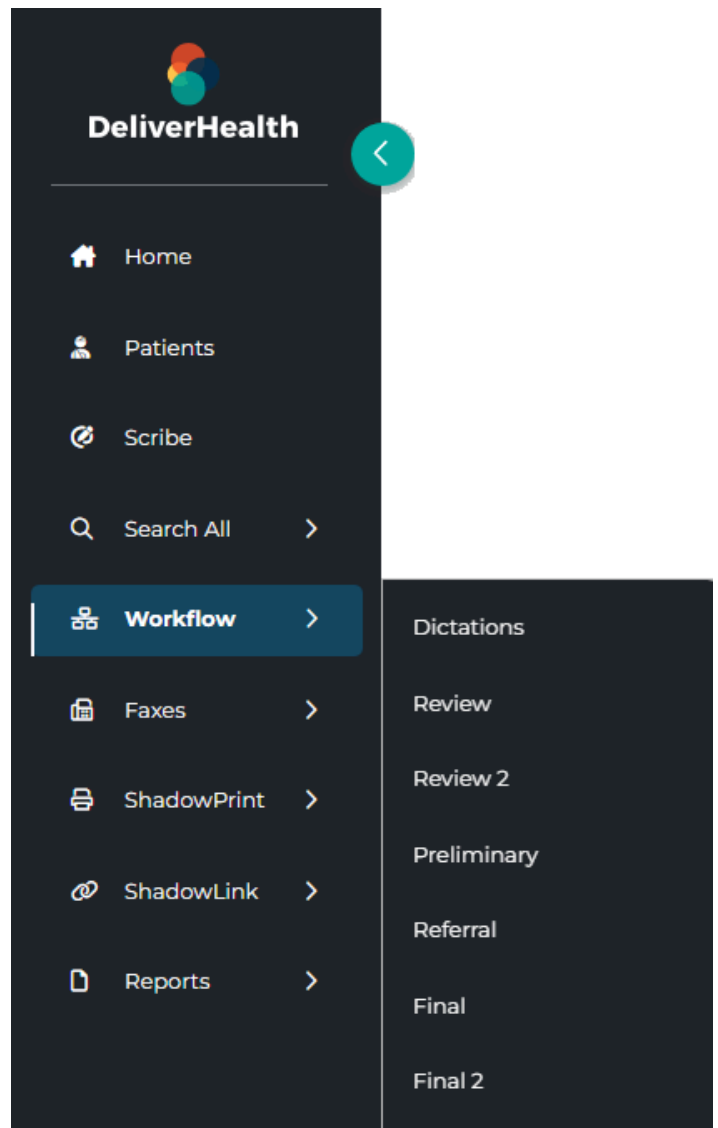 DeliverHealth
Home
Patients
Scribe
Search All
Workflow
Faxes
ShadowPrint
ShadowLink
Reports
Dictations
Review
Review 2
Preliminary
Referral
Final
Final 2